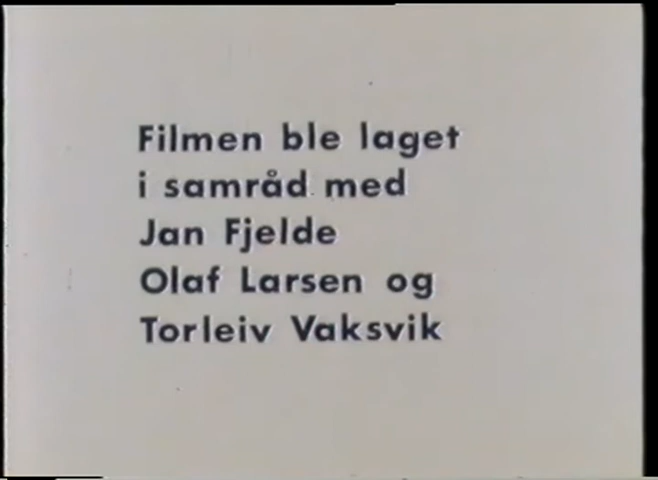 Filmen ble laget
i samråd med
Jan Fjelde
Olaf Larsen og
Torleiv Vaksvik